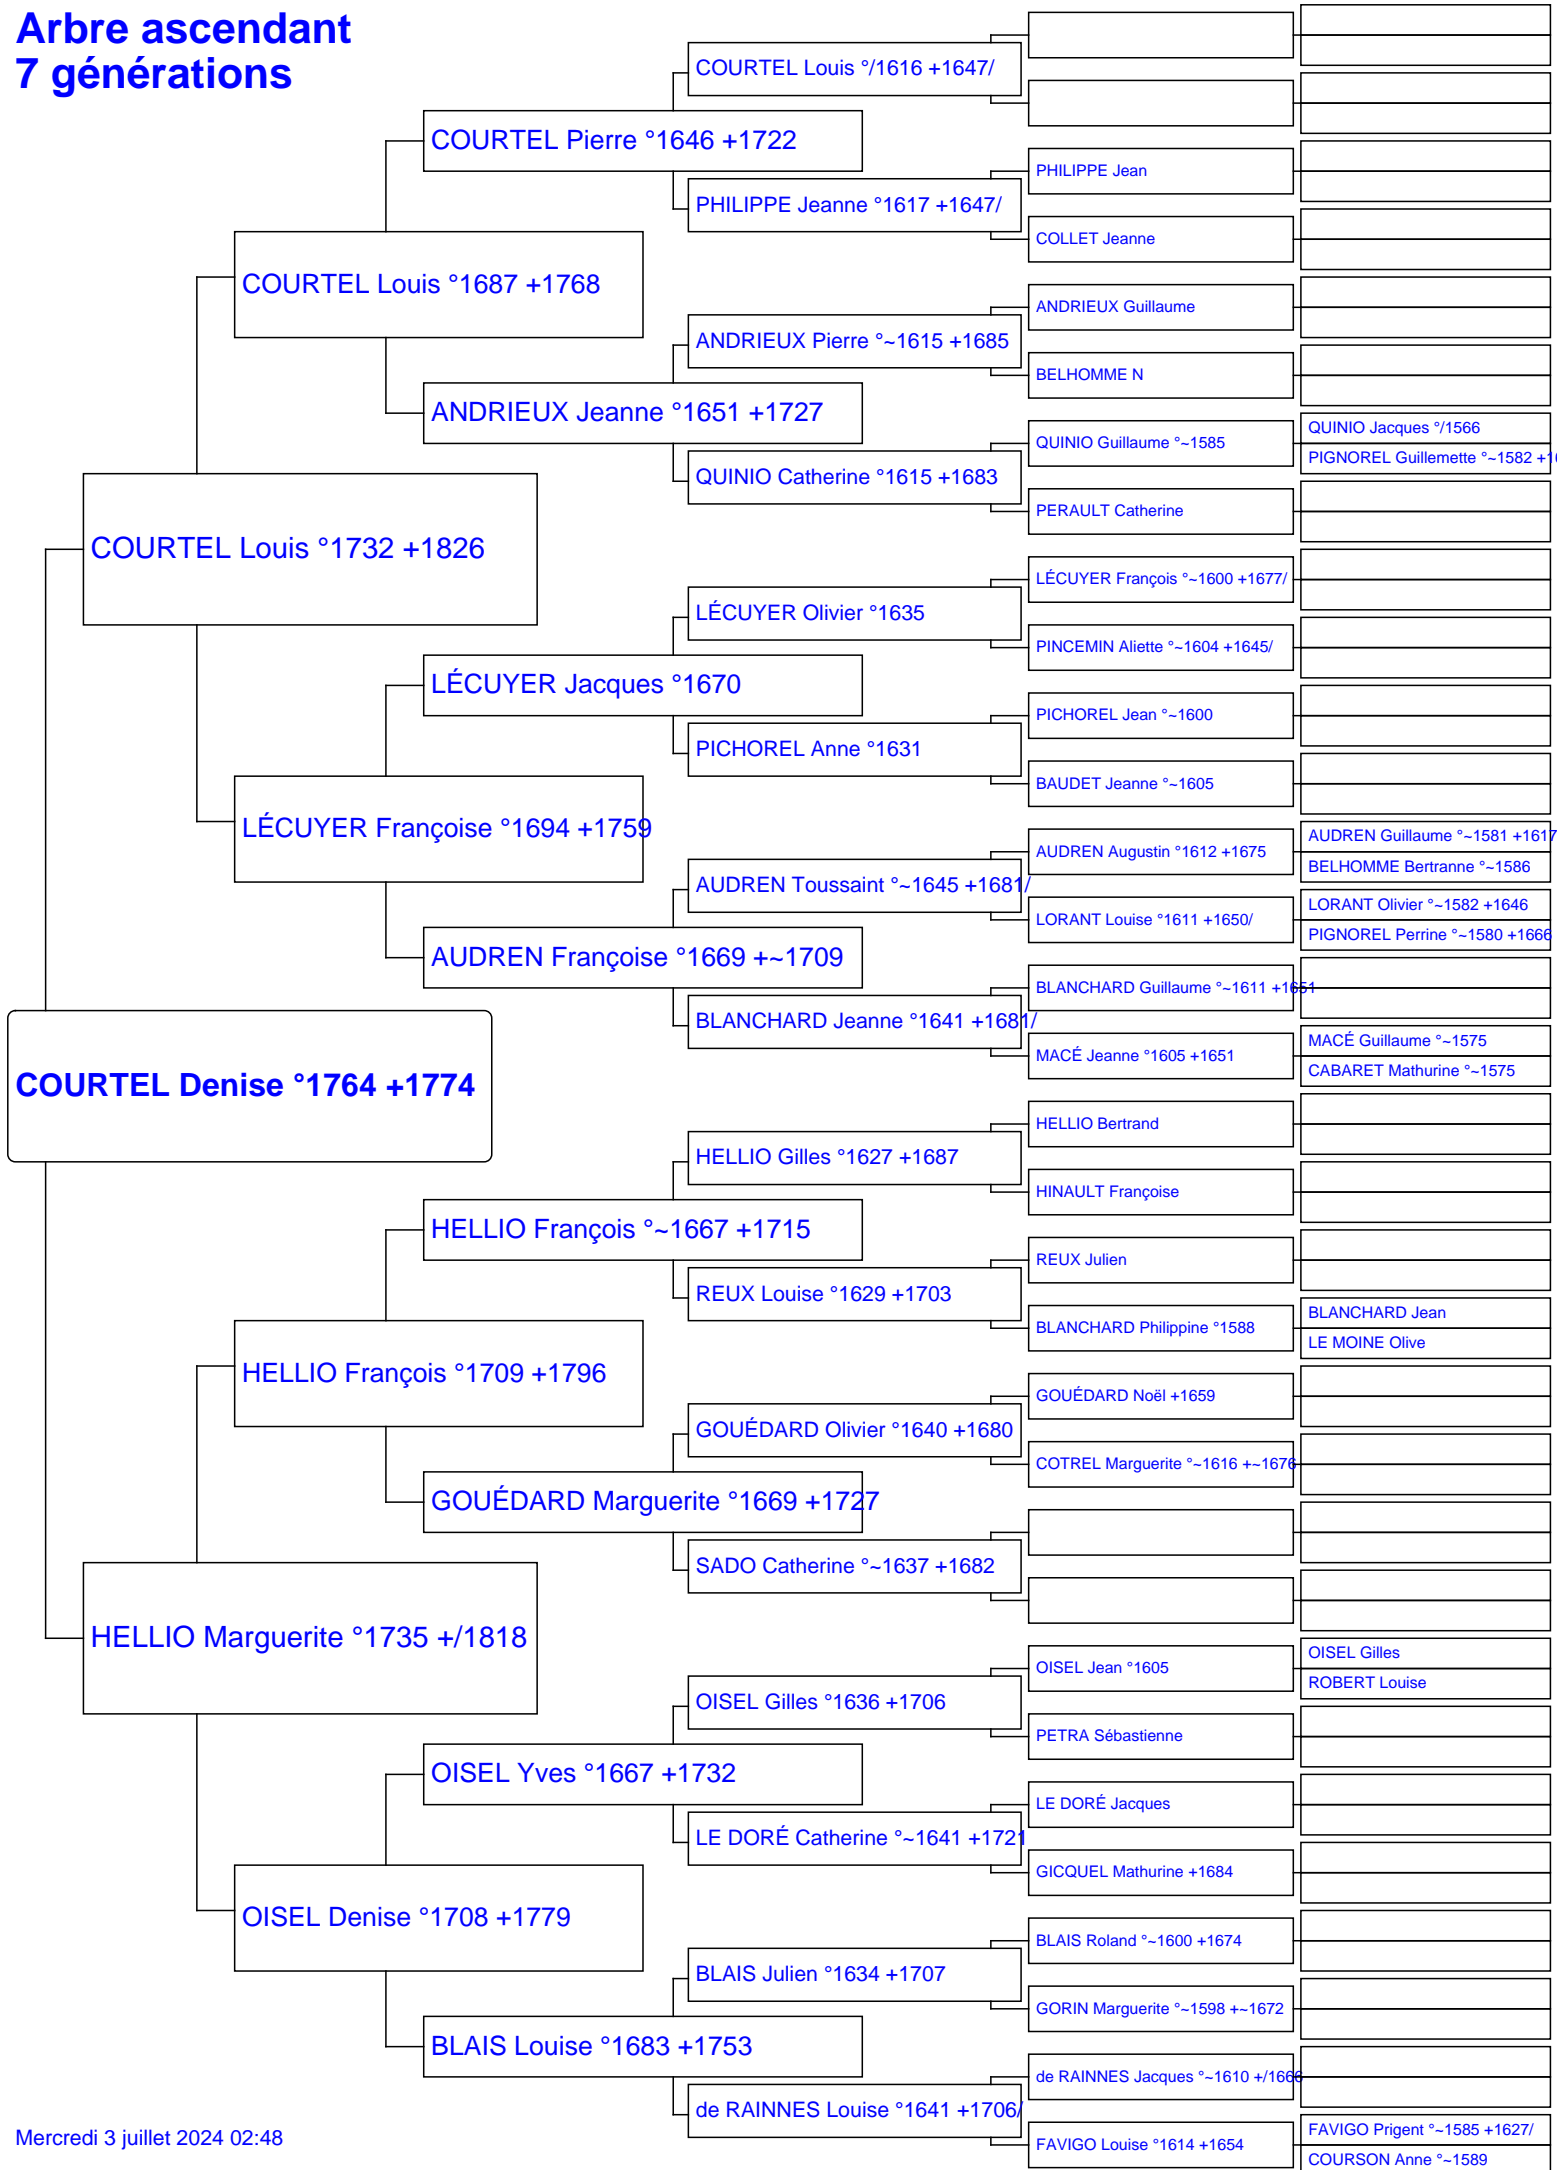 Arbre ascendant
7 générations
COURTEL Louis °/1616 +1647/
COURTEL Pierre °1646 +1722
PHILIPPE Jean
PHILIPPE Jeanne °1617 +1647/
COLLET Jeanne
COURTEL Louis °1687 +1768
ANDRIEUX Guillaume
ANDRIEUX Pierre °~1615 +1685
BELHOMME N
ANDRIEUX Jeanne °1651 +1727
QUINIO Jacques °/1566
QUINIO Guillaume °~1585
PIGNOREL Guillemette °~1582 +1
QUINIO Catherine °1615 +1683
PERAULT Catherine
COURTEL Louis °1732 +1826
LÉCUYER François °~1600 +1677/
LÉCUYER Olivier °1635
PINCEMIN Aliette °~1604 +1645/
LÉCUYER Jacques °1670
PICHOREL Jean °~1600
PICHOREL Anne °1631
BAUDET Jeanne °~1605
LÉCUYER Françoise °1694 +1759
AUDREN Guillaume °~1581 +1617
AUDREN Augustin °1612 +1675
BELHOMME Bertranne °~1586
AUDREN Toussaint °~1645 +1681/
LORANT Olivier °~1582 +1646
LORANT Louise °1611 +1650/
PIGNOREL Perrine °~1580 +1666
AUDREN Françoise °1669 +~1709
BLANCHARD Guillaume °~1611 +1651
BLANCHARD Jeanne °1641 +1681/
MACÉ Guillaume °~1575
MACÉ Jeanne °1605 +1651
CABARET Mathurine °~1575
COURTEL Denise °1764 +1774
HELLIO Bertrand
HELLIO Gilles °1627 +1687
HINAULT Françoise
HELLIO François °~1667 +1715
REUX Julien
REUX Louise °1629 +1703
BLANCHARD Jean
BLANCHARD Philippine °1588
LE MOINE Olive
HELLIO François °1709 +1796
GOUÉDARD Noël +1659
GOUÉDARD Olivier °1640 +1680
COTREL Marguerite °~1616 +~1676
GOUÉDARD Marguerite °1669 +1727
SADO Catherine °~1637 +1682
HELLIO Marguerite °1735 +/1818
OISEL Gilles
OISEL Jean °1605
ROBERT Louise
OISEL Gilles °1636 +1706
PETRA Sébastienne
OISEL Yves °1667 +1732
LE DORÉ Jacques
LE DORÉ Catherine °~1641 +1721
GICQUEL Mathurine +1684
OISEL Denise °1708 +1779
BLAIS Roland °~1600 +1674
BLAIS Julien °1634 +1707
GORIN Marguerite °~1598 +~1672
BLAIS Louise °1683 +1753
de RAINNES Jacques °~1610 +/1666
de RAINNES Louise °1641 +1706/
FAVIGO Prigent °~1585 +1627/
FAVIGO Louise °1614 +1654
COURSON Anne °~1589
Mercredi 3 juillet 2024 02:48